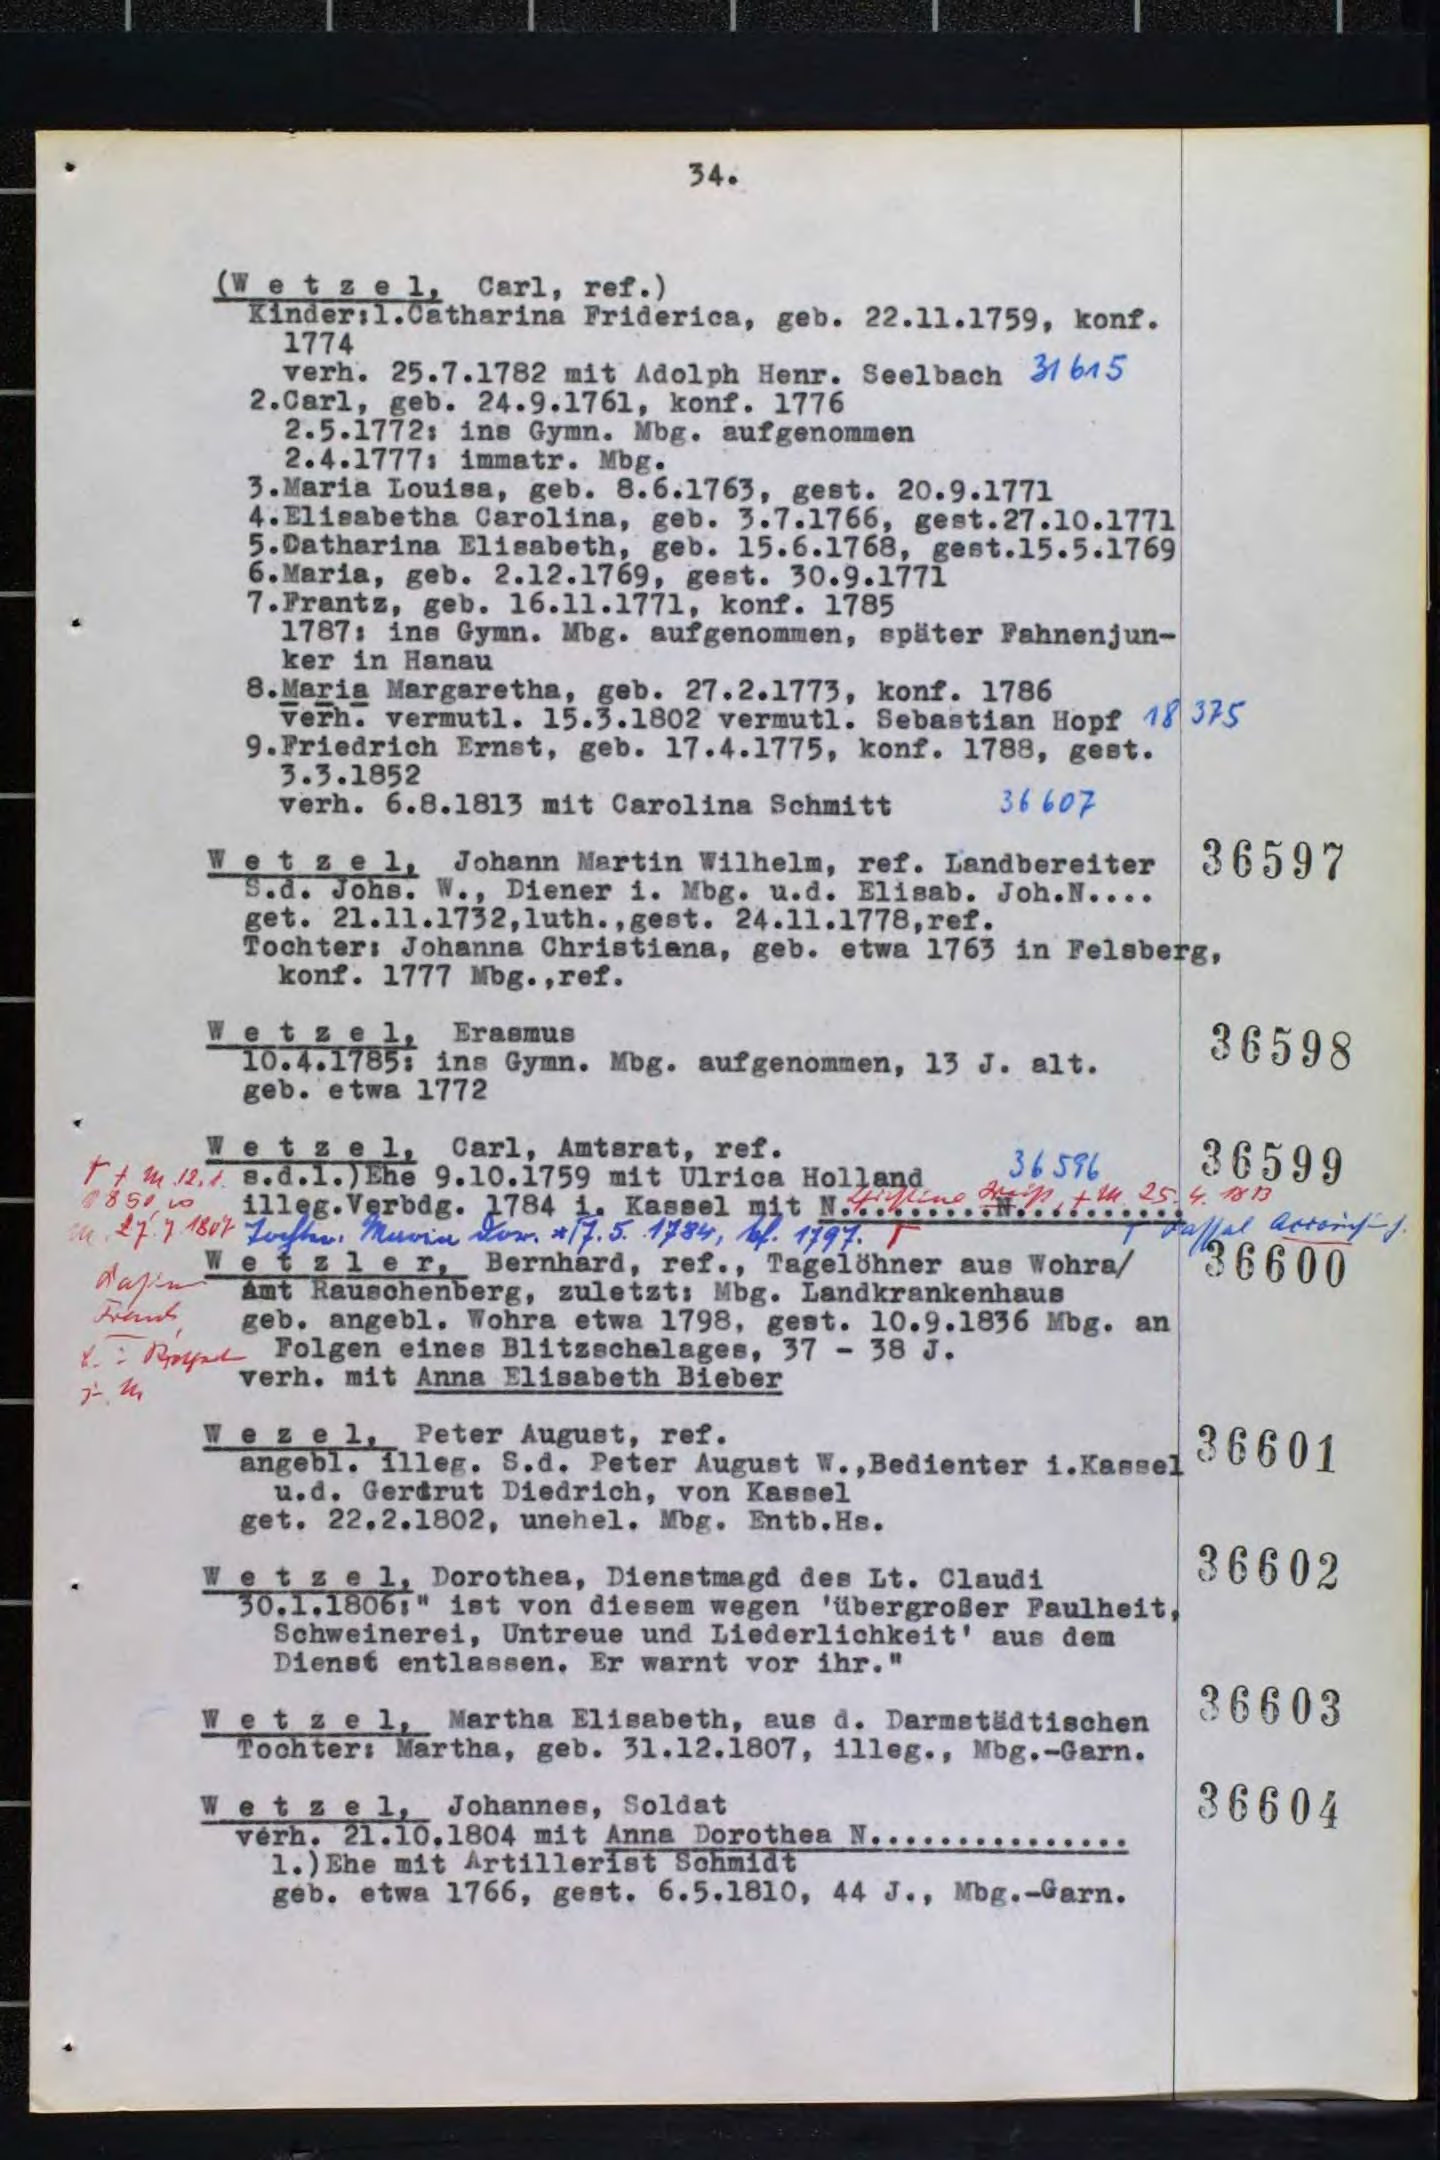 34.
(W e t z e l, Carl, ref.)
Kinder:1.Catharina Friderica, geb. 22.11.1759, konf.
1774
verh. 25.7.1782 mit Adolph Henr. Seelbach 31615
2.Carl, geb. 24.9.1761, konf. 1776
2.5.1772: ins Gymn. Mbg. aufgenommen
2.4.1777: immatr. Mbg.
3.Maria Louisa, geb. 8.6.1763, gest. 20.9.1771
4.Elisabetha Carolina, geb. 3.7.1766, gest.27.10.1771
5.Catharina Elisabeth, geb. 15.6.1768, gest.15.5.1769
6.Maria, geb. 2.12.1769, gest. 30.9.1771
7.Frantz, geb. 16.11.1771, konf. 1785
1787: ins Gymn. Mbg. aufgenommen, später Fahnenjun-
ker in Hanau
8.Maria Margaretha, geb. 27.2.1773, konf. 1786
verh. vermutl. 15.3.1802 vermutl. Sebastian Hopf 18375
9.Friedrich Ernst, geb. 17.4.1775, konf. 1788, gest.
3.3.1852
verh. 6.8.1813 mit Carolina Schmitt 36607
W e t z e l, Johann Martin Wilhelm, ref. Landbereiter 36597
S.d. Johs. W., Diener i. Mbg. u.d. Elisab. Joh.N....
get. 21.11.1732,luth.,gest. 24.11.1778,ref.
Tochter: Johanna Christiana, geb. etwa 1763 in Felsberg,
konf. 1777 Mbg.,ref.
W e t z e l, Erasmus 36598
10.4.1785: ins Gymn. Mbg. aufgenommen, 13 J. alt.
geb. etwa 1772
W e t z e l, Carl, Amtsrat, ref. 36599
s.d.1.)Ehe 9.10.1759 mit Ulrica Holland 36596
illeg.Verbdg. 1784 i. Kassel mit N..........N........... + M. 25. 4. 1813
Tochter: Maria Dor. * 17. 5. 1784, kf. 1797.
W e t z l e r, Bernhard, ref., Tagelöhner aus Wohra/ 36600
Amt Rauschenberg, zuletzt: Mbg. Landkrankenhaus
geb. angebl. Wohra etwa 1798, gest. 10.9.1836 Mbg. an
Folgen eines Blitzschalages, 37 - 38 J.
verh. mit Anna Elisabeth Bieber
W e z e l, Peter August, ref. 36601
angebl. illeg. S.d. Peter August W.,Bedienter i.Kassel
u.d. Gerdrut Diedrich, von Kassel
get. 22.2.1802, unehel. Mbg. Entb.Hs.
W e t z e l, Dorothea, Dienstmagd des Lt. Claudi 36602
30.1.1806:" ist von diesem wegen 'übergroßer Faulheit,
Schweinerei, Untreue und Liederlichkeit' aus dem
Dienst entlassen. Er warnt vor ihr."
W e t z e l, Martha Elisabeth, aus d. Darmstädtischen 36603
Tochter: Martha, geb. 31.12.1807, illeg., Mbg.-Garn.
W e t z e l, Johannes, Soldat 36604
verh. 21.10.1804 mit Anna Dorothea N...............
1.)Ehe mit Artillerist Schmidt
geb. etwa 1766, gest. 6.5.1810, 44 J., Mbg.-Garn.